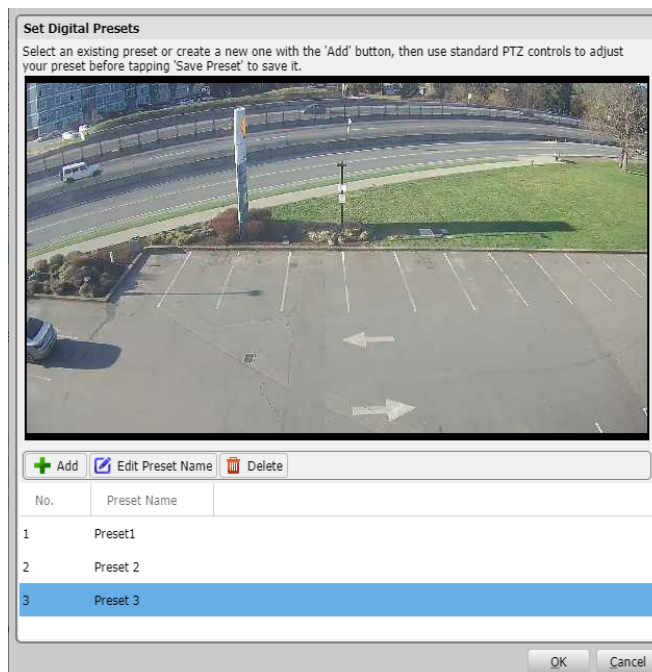 Set Digital Presets
Select an existing preset or create a new one with the 'Add' button, then use standard PTZ controls to adjust
your preset before tapping 'Save Preset' to save it.
Add Edit Preset Name Delete
No. Preset Name
1 Preset1
2 Preset 2
3 Preset 3
OK Cancel